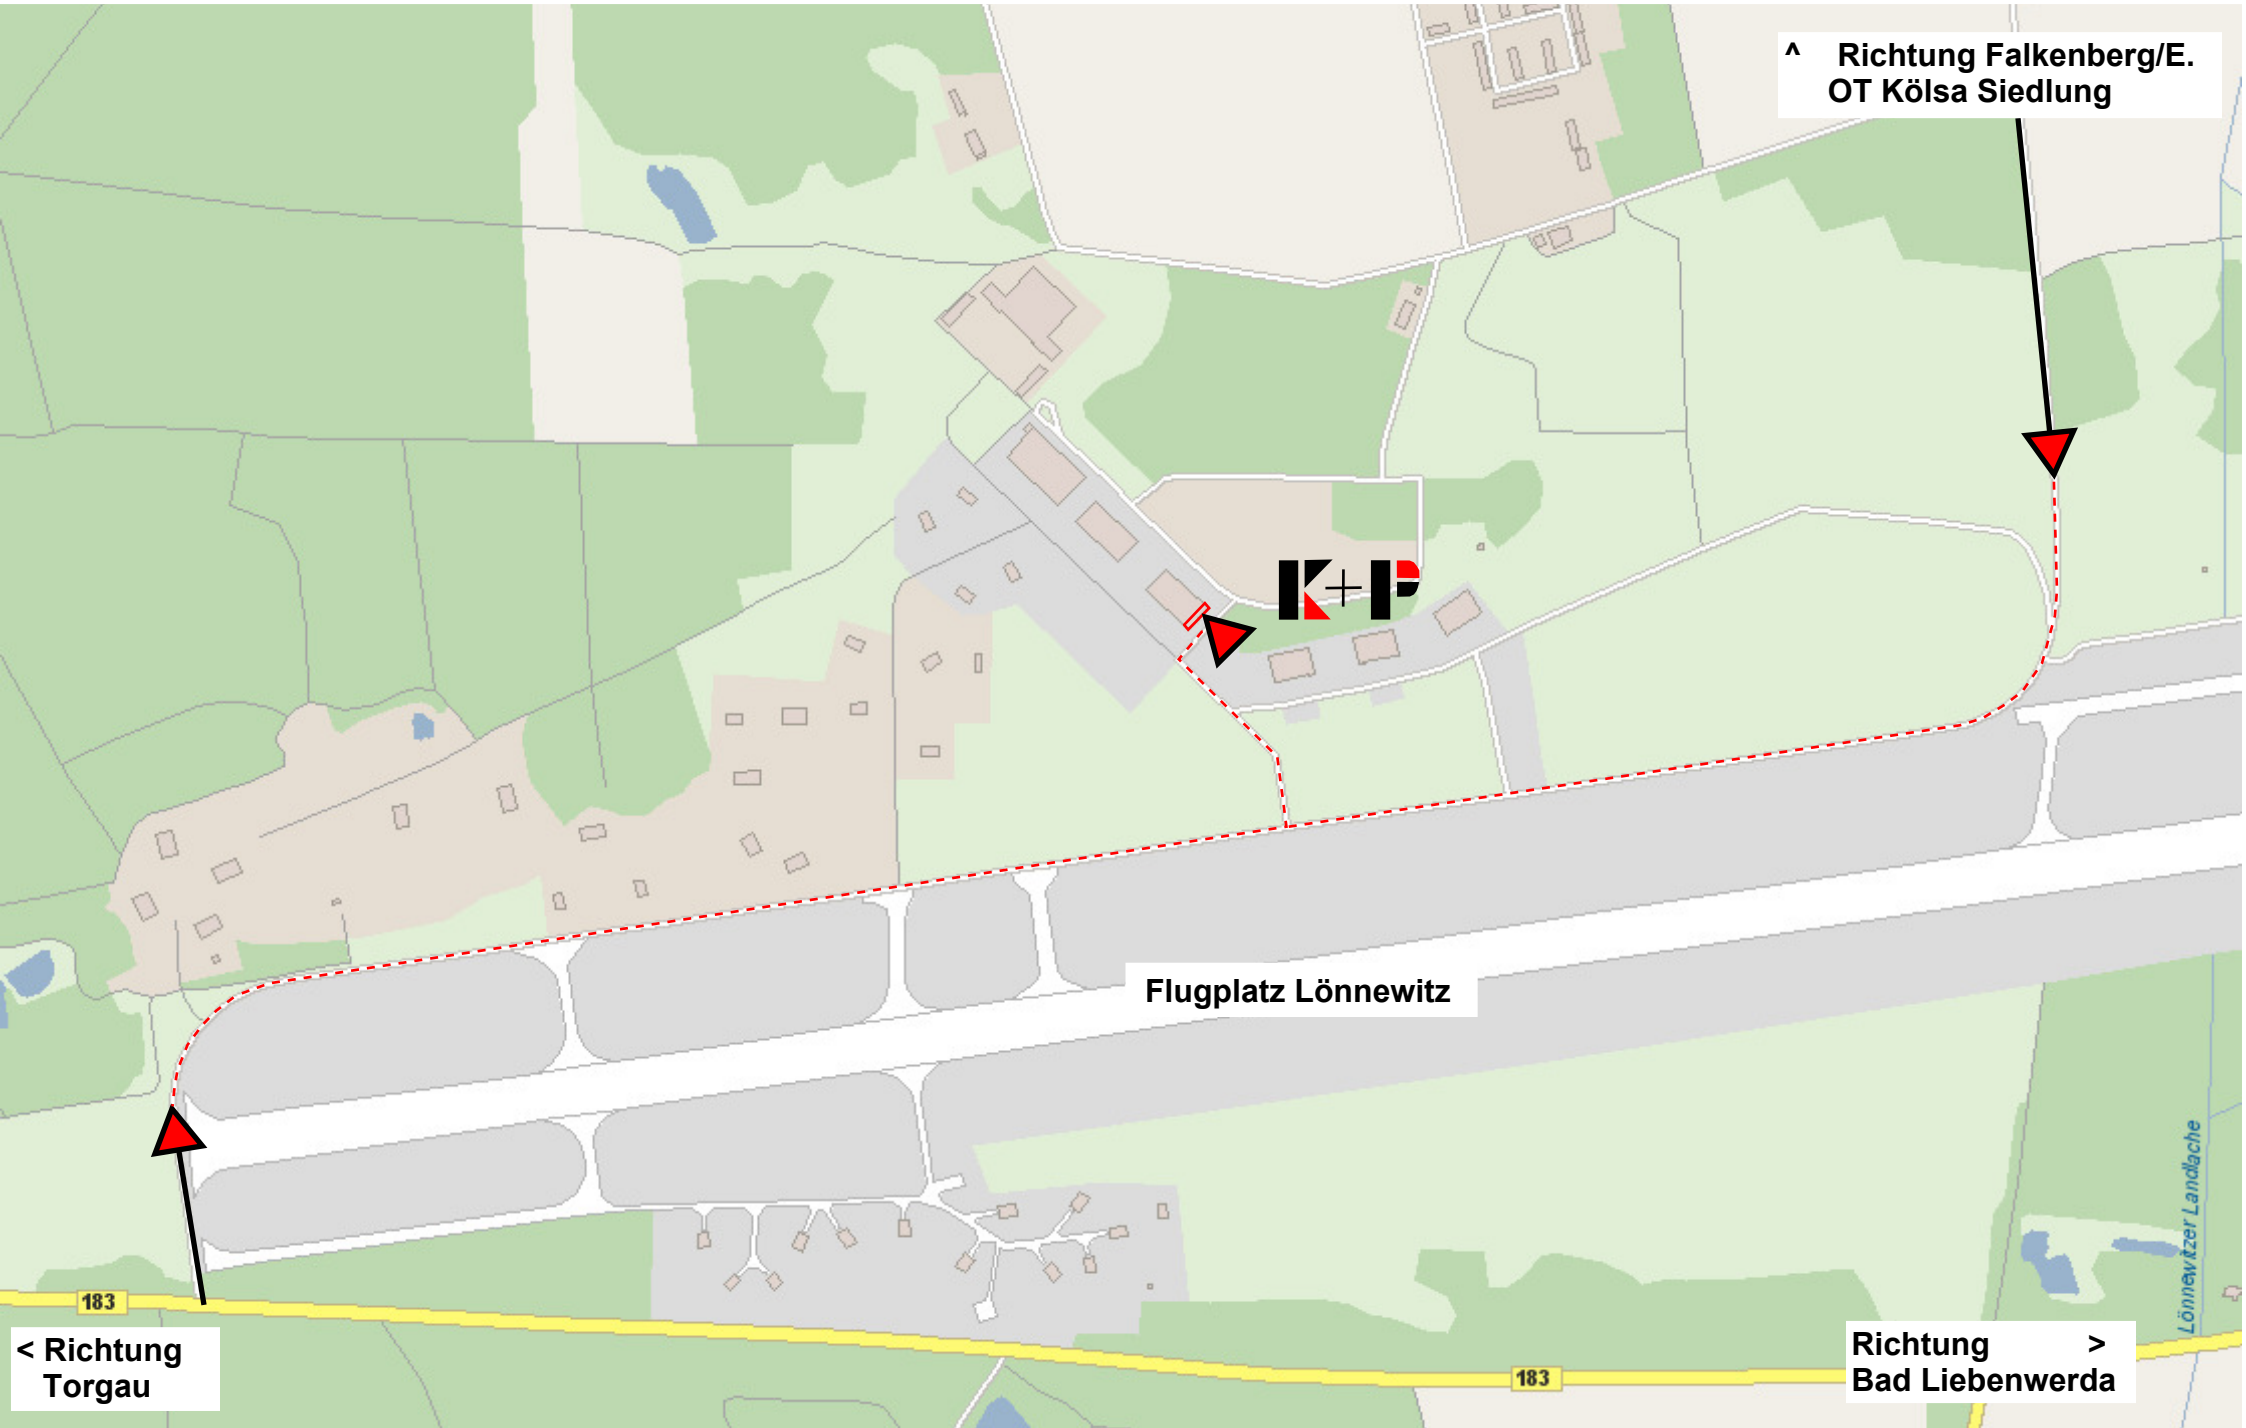 ^ Richtung Falkenberg/E.
OT Kölsa Siedlung
K+P
Flugplatz Lönnewitz
Lönnewitzer Landlache
183
< Richtung
Torgau
183
Richtung >
Bad Liebenwerda